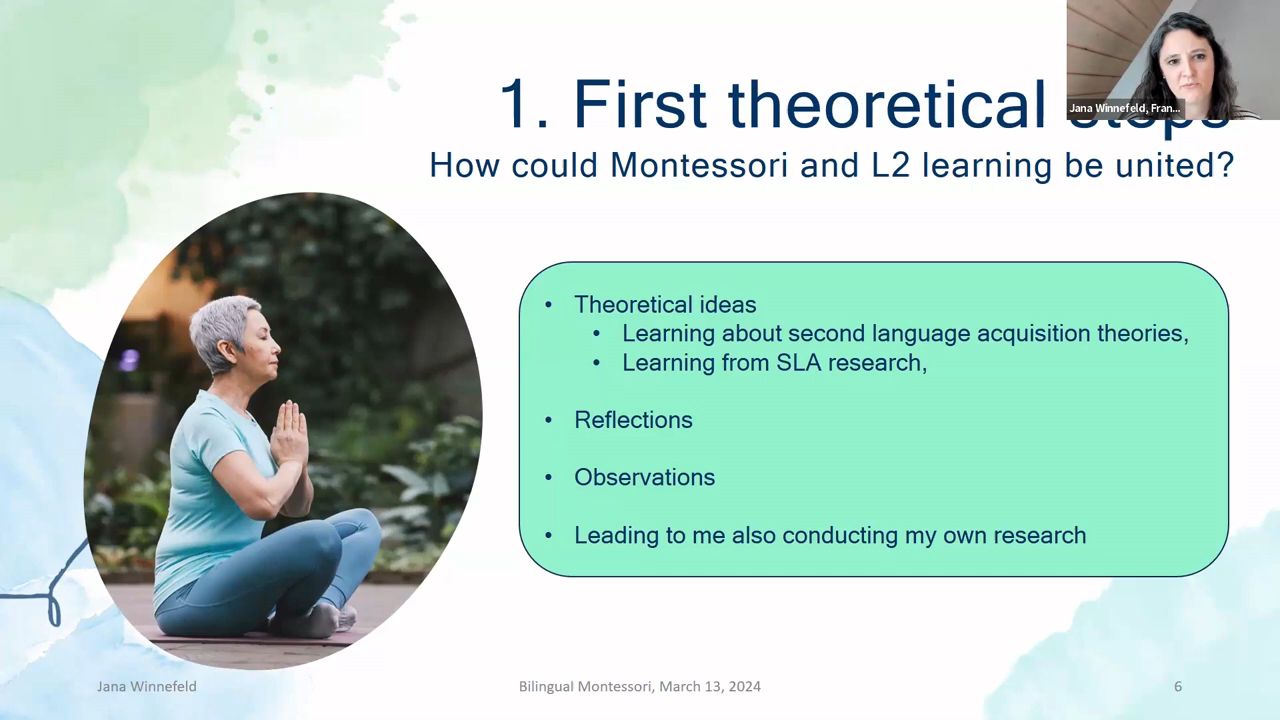 1. First theoretical steps
How could Montessori and L2 learning be united?
Jana Winnefeld, Fran...
• Theoretical ideas
• Learning about second language acquisition theories,
• Learning from SLA research,
• Reflections
• Observations
• Leading to me also conducting my own research
Jana Winnefeld
Bilingual Montessori, March 13, 2024
6